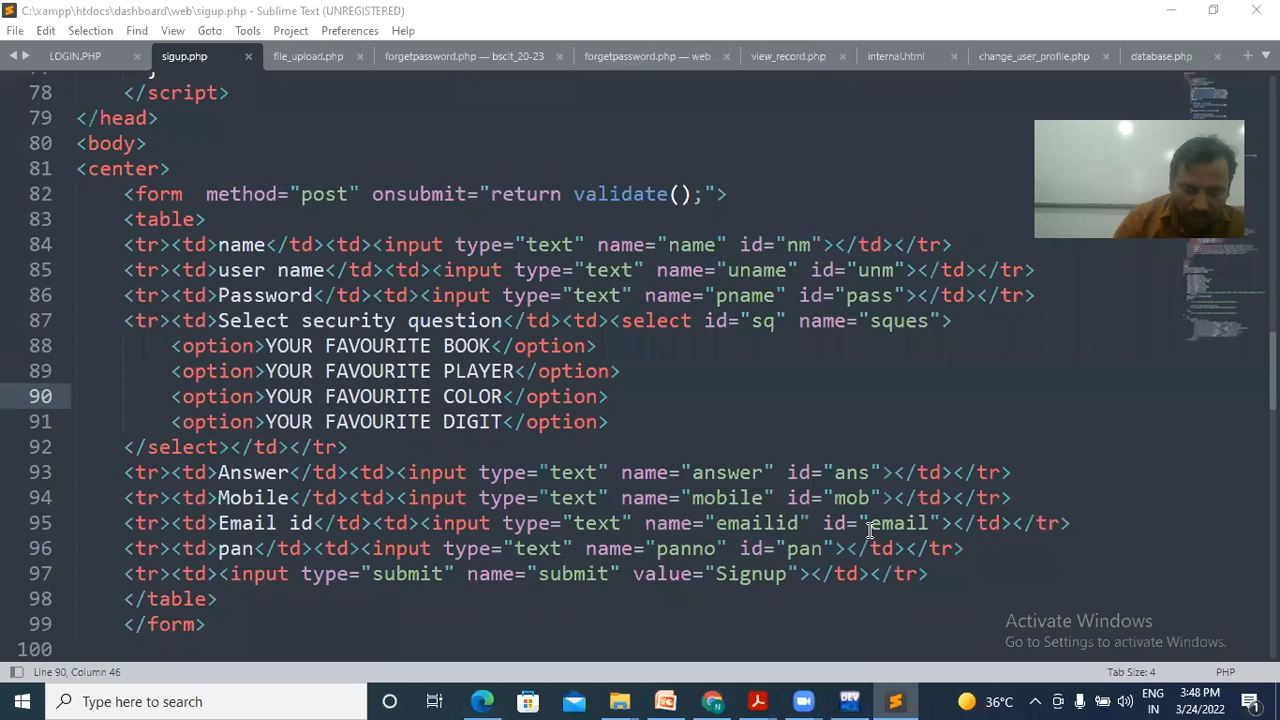 C:\xampp\htdocs\dashboard\web\sigup.php - Sublime Text (UNREGISTERED)
File Edit Selection Find View Goto Tools Project Preferences Help
LOGIN.PHP sigup.php file_upload.php forgetpassword.php — bscit_20-23 forgetpassword.php — web view_record.php internal.html change_user_profile.php database.php
78 </script>
79 </head>
80 <body>
81 <center>
82 <form  method="post" onsubmit="return validate();">
83 <table>
84 <tr><td>name</td><td><input type="text" name="name" id="nm"></td></tr>
85 <tr><td>user name</td><td><input type="text" name="uname" id="unm"></td></tr>
86 <tr><td>Password</td><td><input type="text" name="pname" id="pass"></td></tr>
87 <tr><td>Select security question</td><td><select id="sq" name="sques">
88 <option>YOUR FAVOURITE BOOK</option>
89 <option>YOUR FAVOURITE PLAYER</option>
90 <option>YOUR FAVOURITE COLOR</option>
91 <option>YOUR FAVOURITE DIGIT</option>
92 </select></td></tr>
93 <tr><td>Answer</td><td><input type="text" name="answer" id="ans"></td></tr>
94 <tr><td>Mobile</td><td><input type="text" name="mobile" id="mob"></td></tr>
95 <tr><td>Email id</td><td><input type="text" name="emailid" id="email"></td></tr>
96 <tr><td>pan</td><td><input type="text" name="panno" id="pan"></td></tr>
97 <tr><td><input type="submit" name="submit" value="Signup"></td></tr>
98 </table>
99 </form>
100
Activate Windows
Go to Settings to activate Windows.
Line 90, Column 46 Tab Size: 4 PHP
Type here to search DEV 36°C ENG IN 3:48 PM 3/24/2022